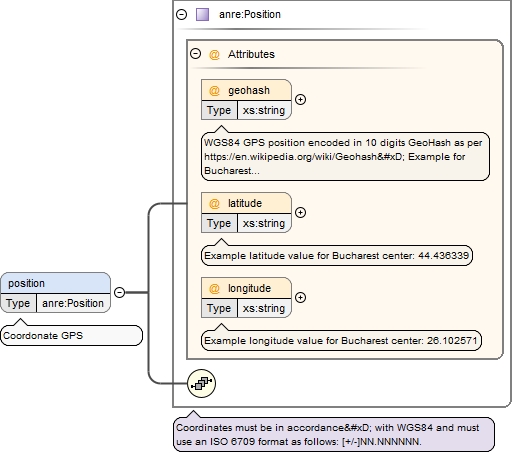 anre:Position
@ Attributes
@ geohash
Type xs:string
WGS84 GPS position encoded in 10 digits GeoHash as per
https://en.wikipedia.org/wiki/Geohash&#xD; Example for
Bucharest...
@ latitude
Type xs:string
Example latitude value for Bucharest center: 44.436339
position
Type anre:Position
Coordonate GPS
@ longitude
Type xs:string
Example longitude value for Bucharest center: 26.102571
Coordinates must be in accordance&#xD; with WGS84 and must
use an ISO 6709 format as follows: [+/-]NN.NNNNNN.